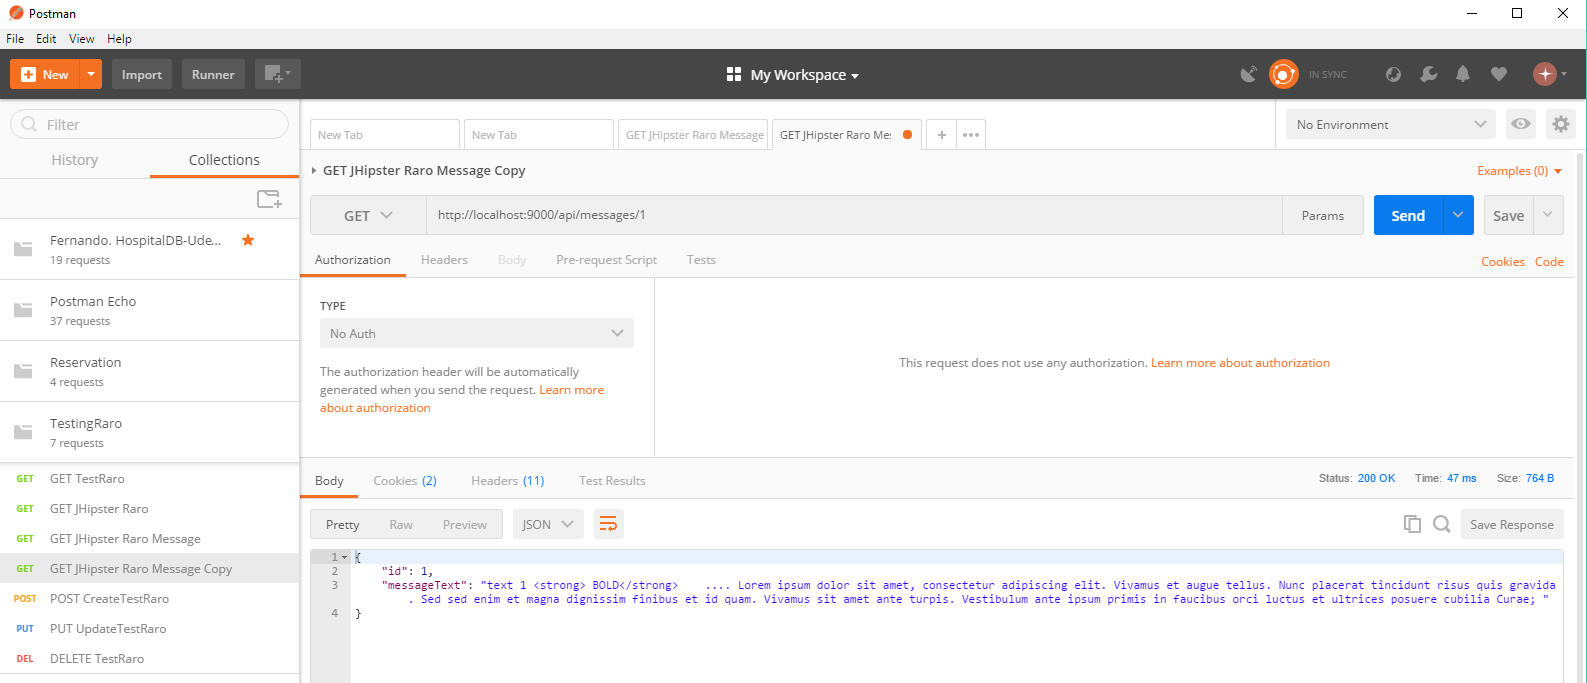 Postman
File Edit View Help
New Import Runner My Workspace IN SYNC
Filter
History Collections
Fernando. HospitalDB-Ude...
19 requests
Postman Echo
37 requests
Reservation
4 requests
TestingRaro
7 requests
GET GET TestRaro
GET GET JHipster Raro
GET GET JHipster Raro Message
GET GET JHipster Raro Message Copy
POST POST CreateTestRaro
PUT PUT UpdateTestRaro
DEL DELETE TestRaro
New Tab New Tab GET JHipster Raro Message GET JHipster Raro Mes + ••• No Environment
GET JHipster Raro Message Copy Examples (0)
GET http://localhost:9000/api/messages/1 Params Send Save
Authorization Headers Body Pre-request Script Tests Cookies Code
TYPE
No Auth
The authorization header will be automatically
generated when you send the request. Learn more
about authorization
This request does not use any authorization. Learn more about authorization
Body Cookies (2) Headers (11) Test Results Status: 200 OK Time: 47 ms Size: 764 B
Pretty Raw Preview JSON Save Response
1 {
2 "id": 1,
3 "messageText": "text 1 <strong> BOLD</strong>    .... Lorem ipsum dolor sit amet, consectetur adipiscing elit. Vivamus et augue tellus. Nunc placerat tincidunt risus quis gravida
. Sed sed enim et magna dignissim finibus et id quam. Vivamus sit amet ante turpis. Vestibulum ante ipsum primis in faucibus orci luctus et ultrices posuere cubilia Curae; "
4 }